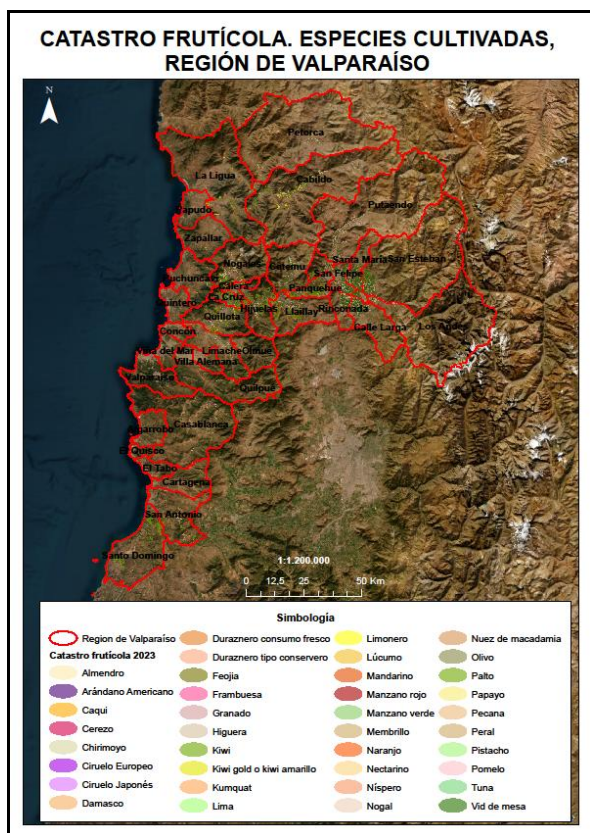 CATASTRO FRUTÍCOLA. ESPECIES CULTIVADAS,
REGIÓN DE VALPARAÍSO
N
Petorca
La Ligua
Cabildo
Putaendo
Papudo
Zapallar
Nogales
Catemu
Santa María
San Esteban
San Felipe
Puchuncaví
Calera
Panquehue
La Cruz
Quintero
Hijuelas
Llaillay
Rinconada
Quillota
Calle Larga
Los Andes
Concón
Viña del Mar
Limache
Olmué
Villa Alemana
Valparaíso
Quilpué
Algarrobo
Casablanca
El Quisco
El Tabo
Cartagena
San Antonio
Santo Domingo
1:1.200.000
0 12,5 25 50 Km
Simbología
Region de Valparaíso
Catastro frutícola 2023
Almendro
Arándano Americano
Caqui
Cerezo
Chirimoyo
Ciruelo Europeo
Ciruelo Japonés
Damasco
Duraznero consumo fresco
Duraznero tipo conservero
Feojia
Frambuesa
Granado
Higuera
Kiwi
Kiwi gold o kiwi amarillo
Kumquat
Lima
Limonero
Lúcumo
Mandarino
Manzano rojo
Manzano verde
Membrillo
Naranjo
Nectarino
Níspero
Nogal
Nuez de macadamia
Olivo
Palto
Papayo
Pecana
Peral
Pistacho
Pomelo
Tuna
Vid de mesa